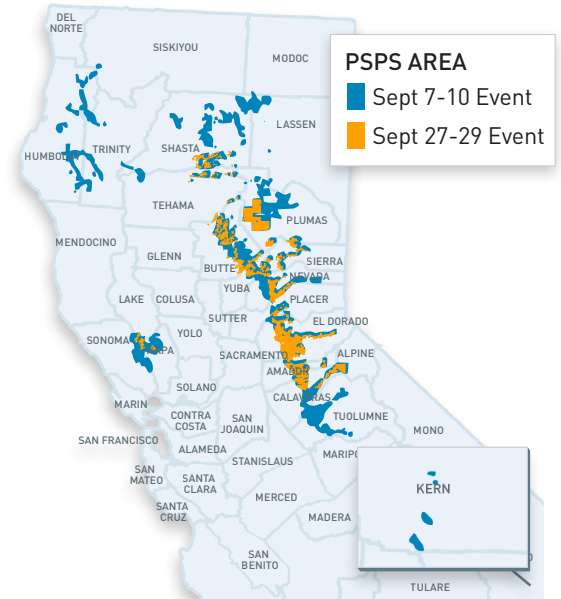 DEL
NORTE
SISKIYOU
MODOC
PSPS AREA
Sept 7-10 Event
Sept 27-29 Event
LASSEN
SHASTA
TRINITY
HUMBOL
TEHAMA
PLUMAS
MENDOCINO
GLENN
BUTTE
SIERRA
NEVADA
YUBA
LAKE
COLUSA
PLACER
SUTTER
EL DORADO
YOLO
SONOMA
NAPA
SACRAMENTO
ALPINE
AMADOR
SOLANO
CALAVERAS
MARIN
TUOLUMNE
CONTRA
COSTA
SAN
JOAQUIN
MONO
SAN FRANCISCO
ALAMEDA
STANISLAUS
MARIPO
SAN
MATEO
SANTA
CLARA
KERN
MERCED
SANTA
CRUZ
MADERA
SAN
BENITO
TULARE